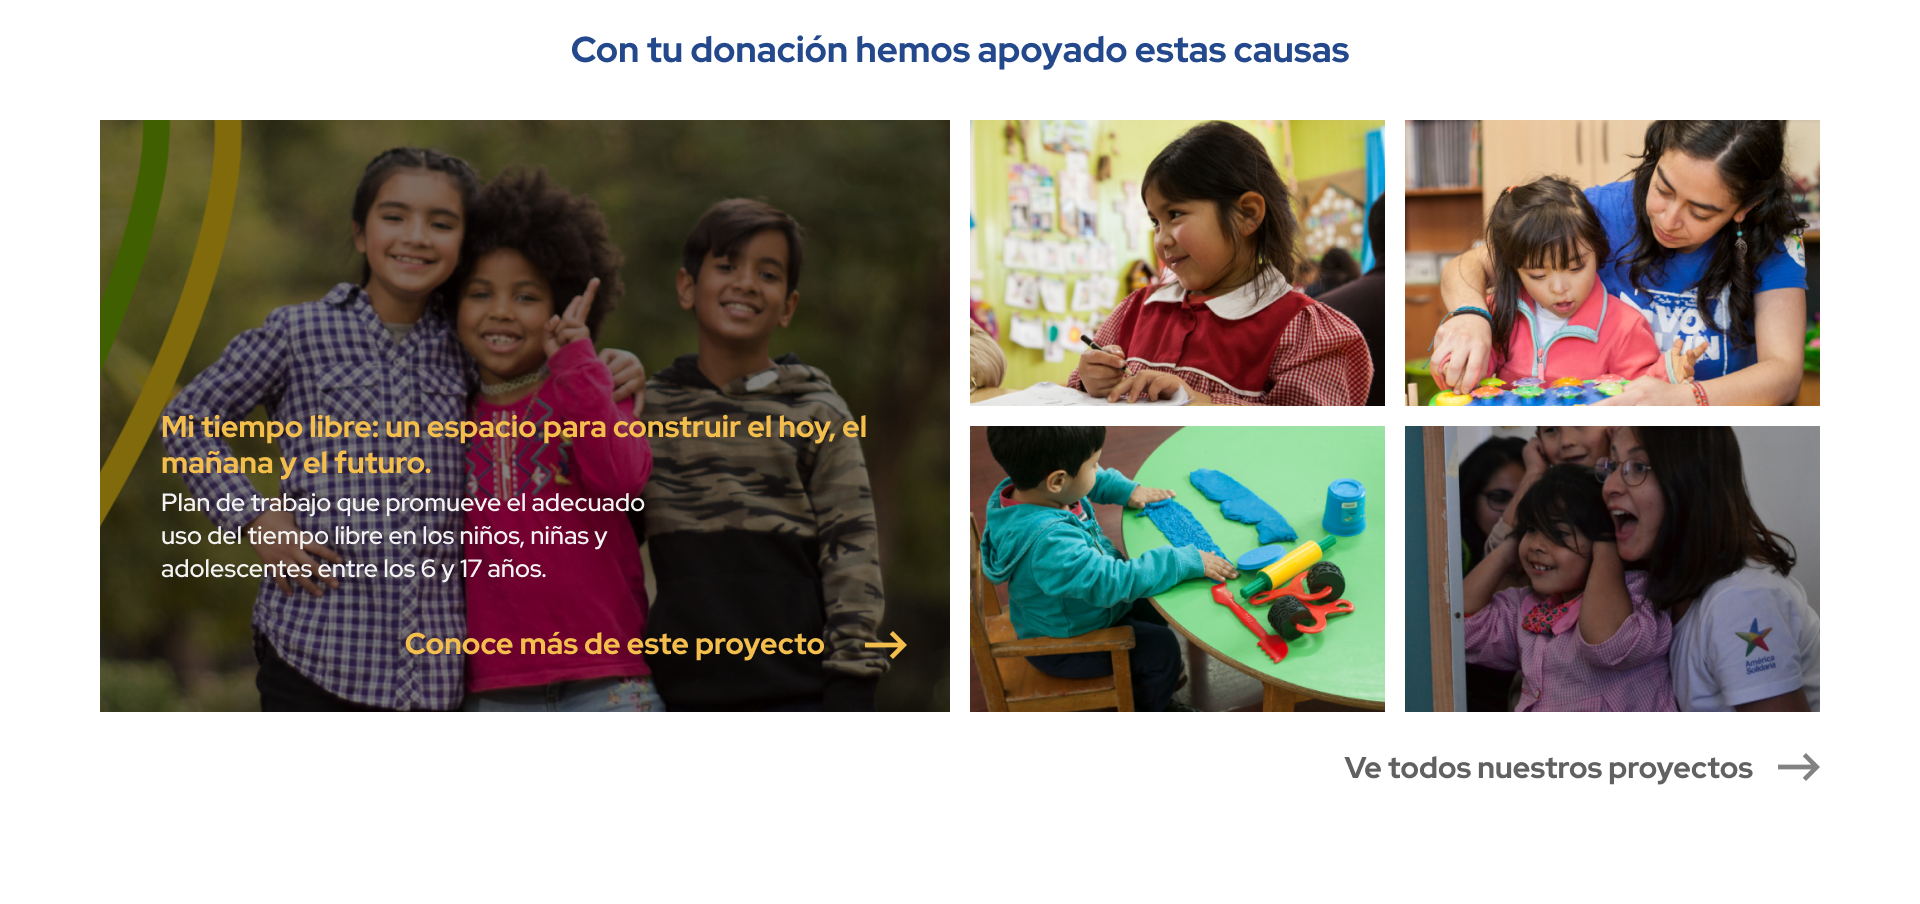 Con tu donación hemos apoyado estas causas
Mi tiempo libre: un espacio para construir el hoy, el
mañana y el futuro.
Plan de trabajo que promueve el adecuado
uso del tiempo libre en los niños, niñas y
adolescentes entre los 6 y 17 años.
Conoce más de este proyecto
América
Solidaria
Ve todos nuestros proyectos